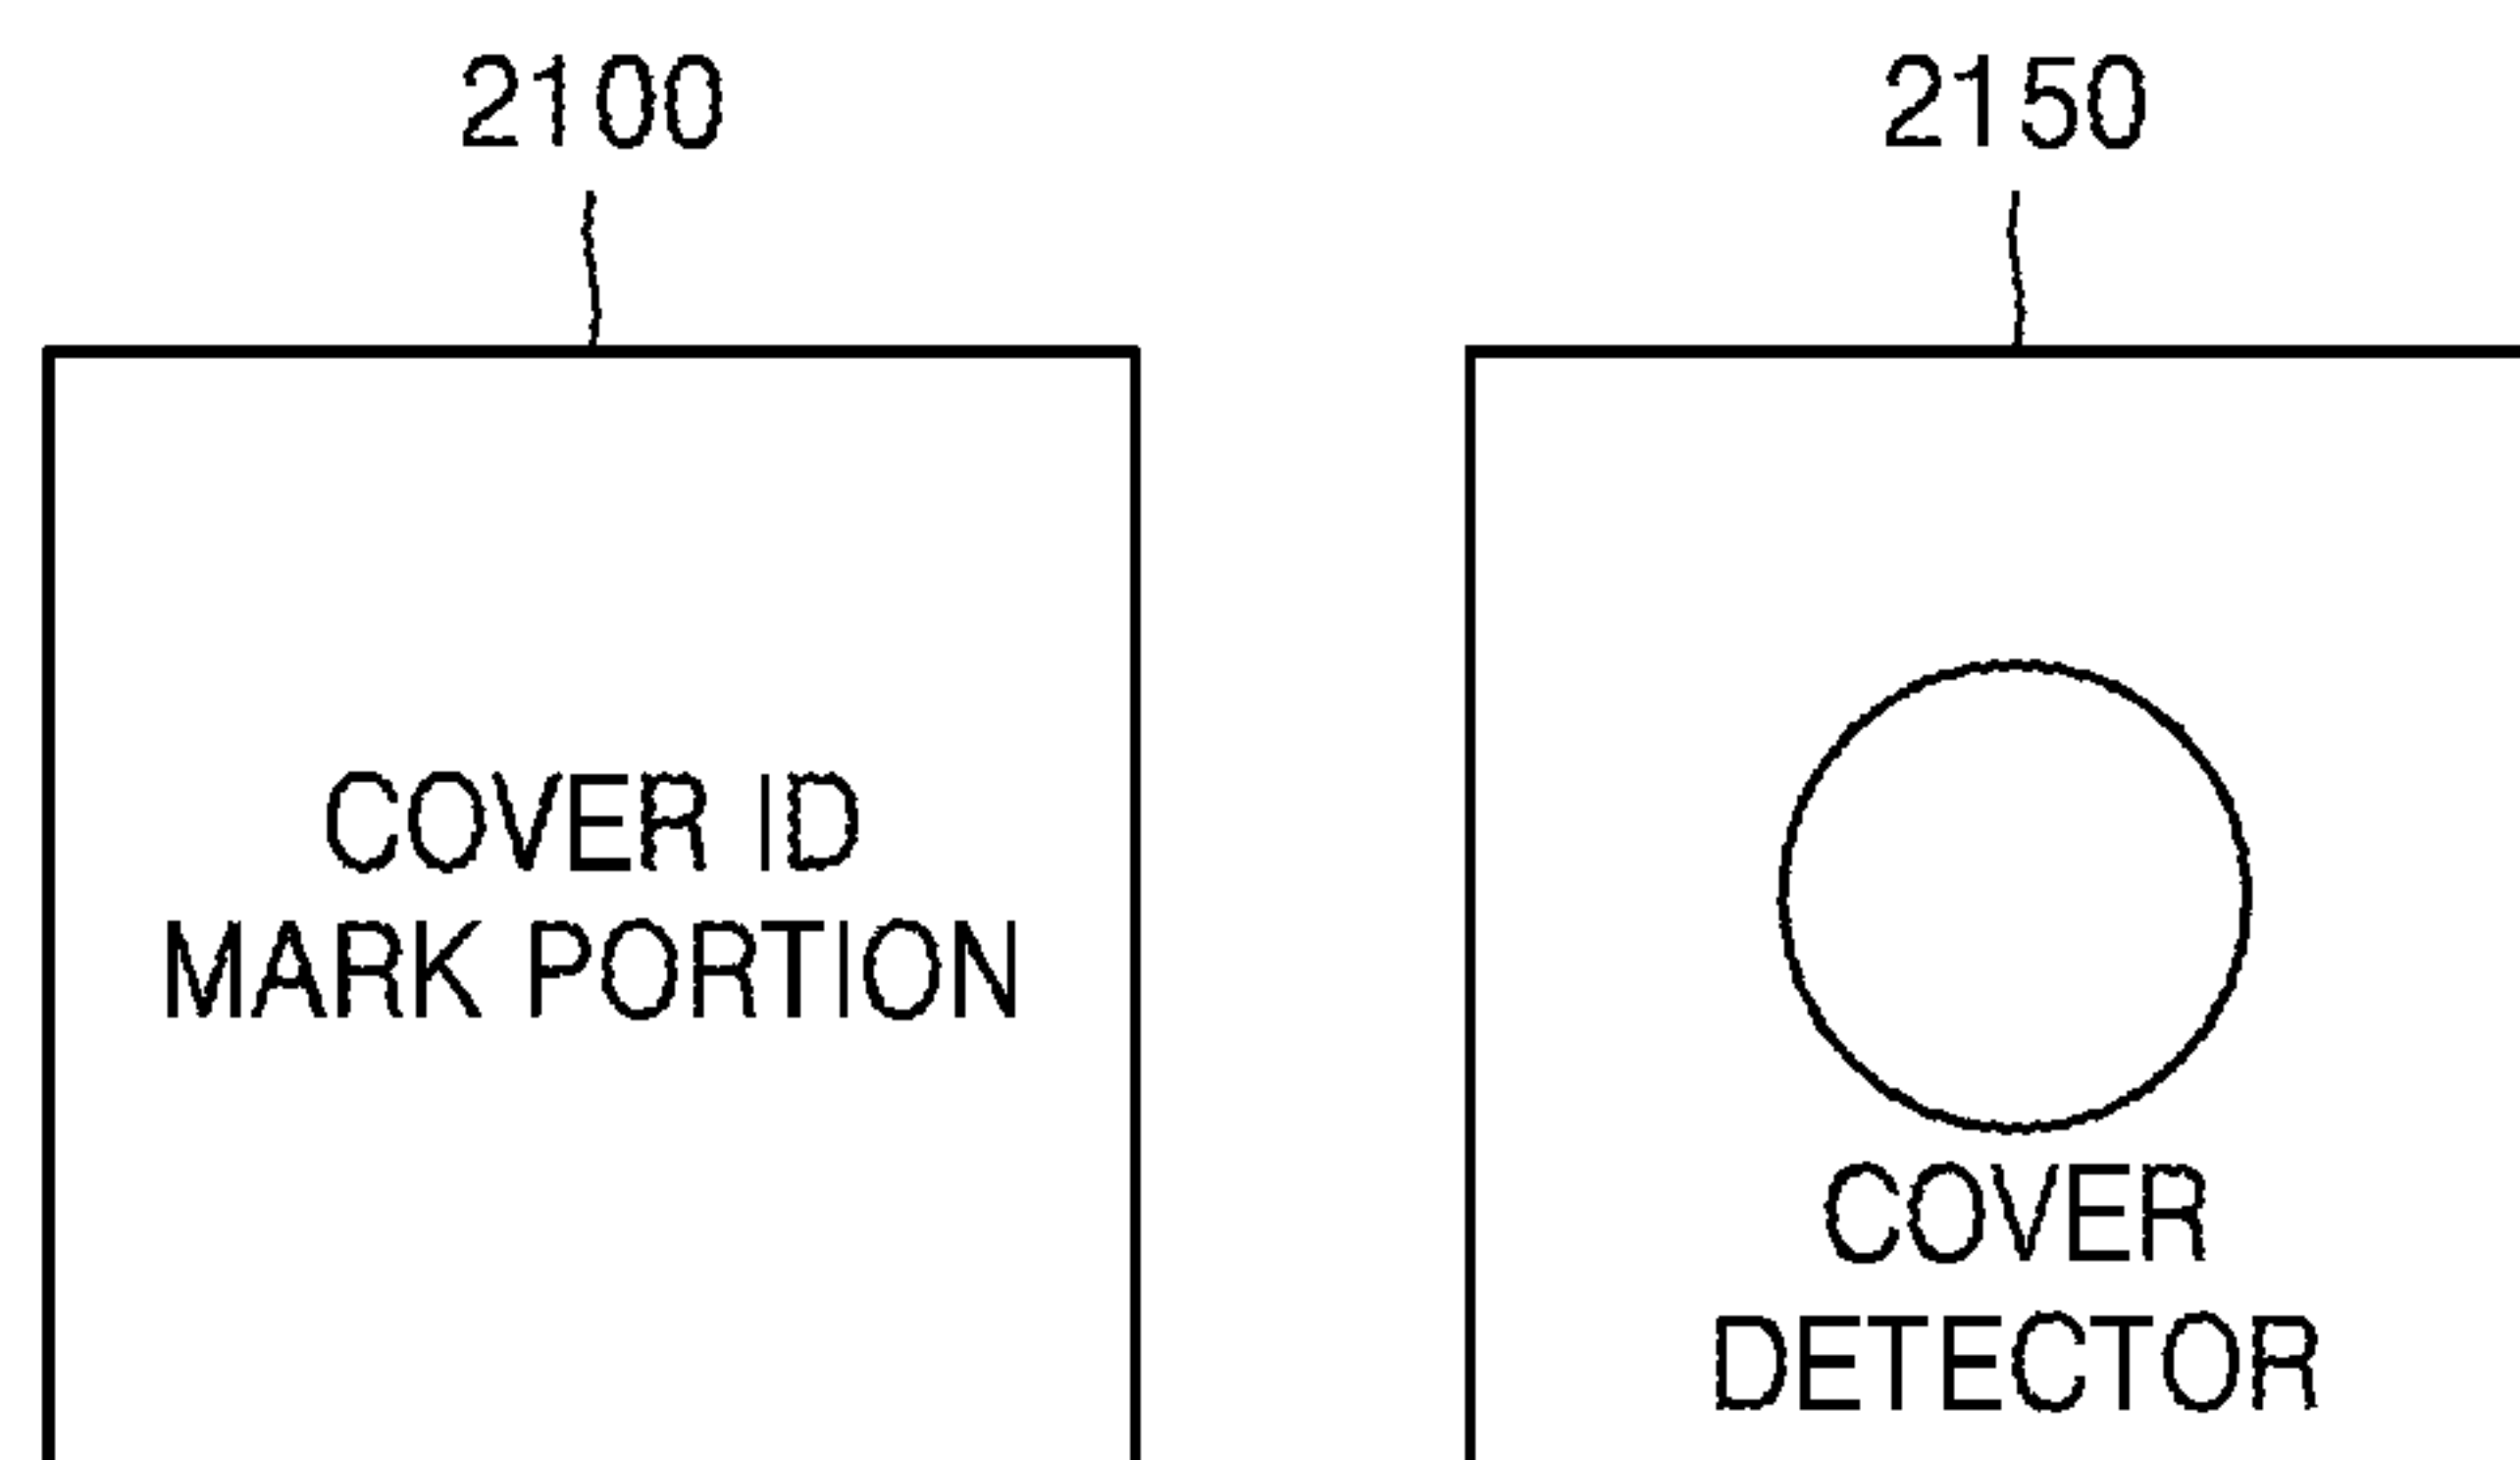 2100
2150
COVER ID
MARK PORTION
COVER
DETECTOR